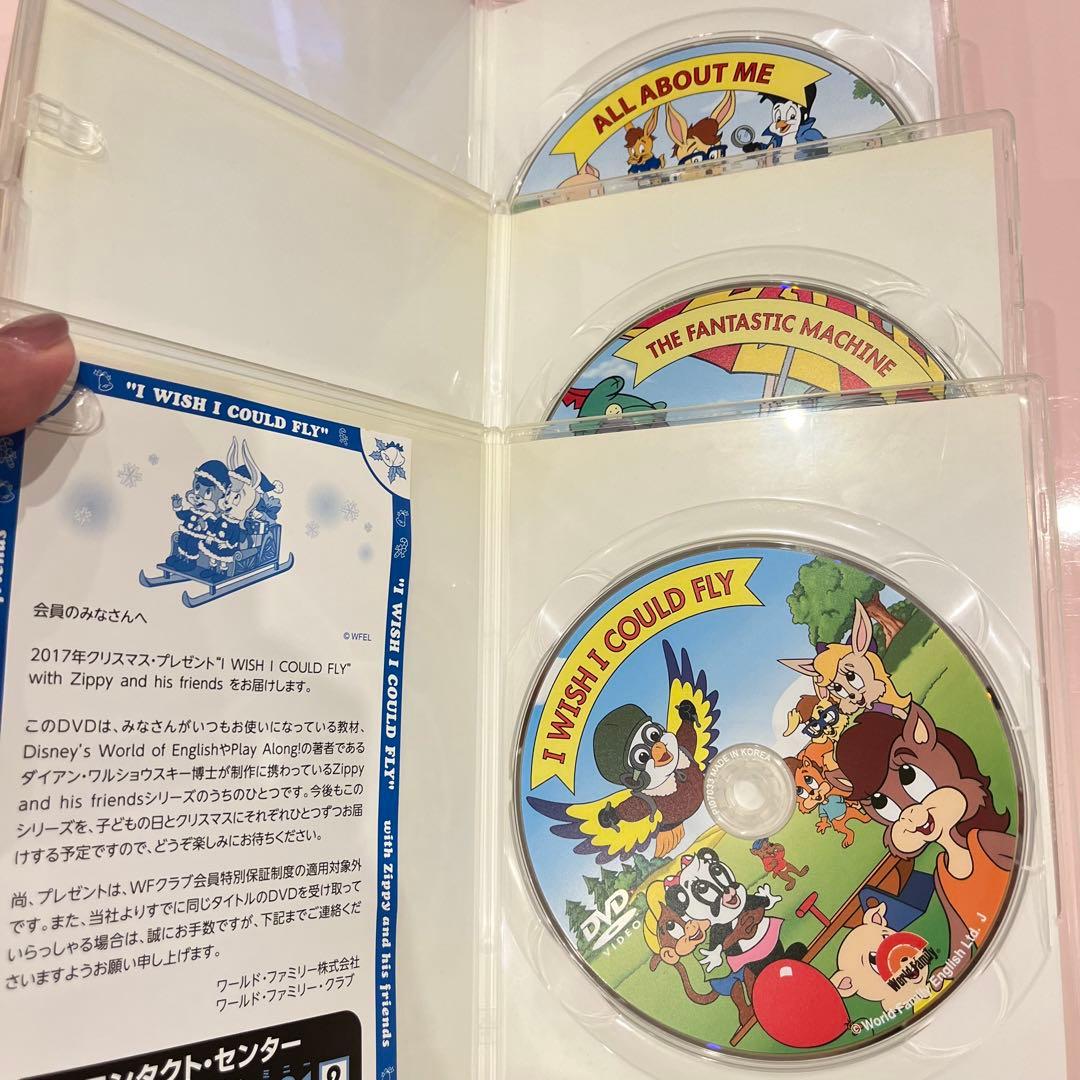 ALL ABOUT ME
THE FANTASTIC MACHINE
"I WISH I COULD FLY"
会員のみなさんへ
© WFEL
2017年クリスマス・プレゼント"I WISH I COULD FLY"
with Zippy and his friends をお届けします。
このDVDは、みなさんがいつもお使いになっている教材、
Disney's World of EnglishやPlay Along!の著者である
ダイアン・ワルショウスキー博士が制作に携わっているZippy
and his friendsシリーズのうちのひとつです。今後もこの
シリーズを、子どもの日とクリスマスにそれぞれひとつずつお届
けする予定ですので、どうぞ楽しみにお待ちください。
尚、プレゼントは、WFクラブ会員特別保証制度の適用対象外
です。また、当社よりすでに同じタイトルのDVDを受け取って
いらっしゃる場合は、誠にお手数ですが、下記までご連絡くだ
さいますようお願い申し上げます。
ワールド・ファミリー株式会社
ワールド・ファミリー・クラブ
ンタクト・センター
"I WISH I COULD FLY" with Zippy and his friends
I WISH I COULD FLY
MADE IN KOREA
DVD
VIDEO
World Family
© World Family English Ltd. J